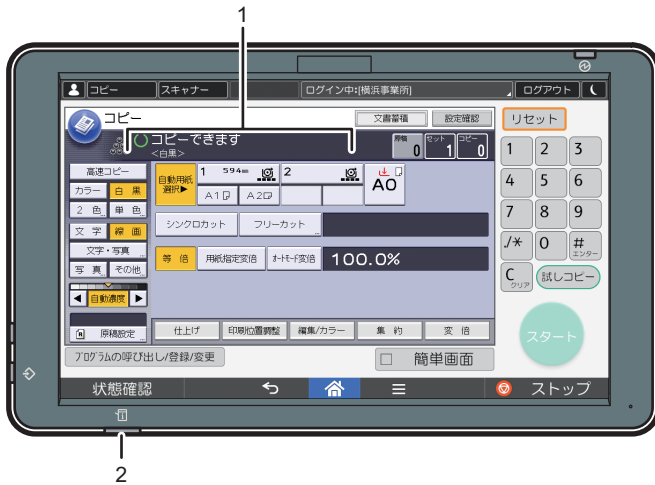 1
コピー スキャナー ログイン中:[横浜事業所] ログアウト
コピー 文書蓄積 設定確認 リセット
コピーできます 原稿 セット コピー
<白黒> 0 1 0
1 2 3
高速コピー 自動用紙 1 594㎜ 2
カラー 白 黒 選択▶ A1 A2 A0
4 5 6
2 色 単 色 シンクロカット フリーカット
7 8 9
文 字 線 画
文字・写真 等 倍 用紙指定変倍 ｵｰﾄﾓｰﾄﾞ変倍 100.0%
./* 0 #
エンター
写 真 その他
C クリア 試しコピー
◀ 自動濃度 ▶
原稿設定 仕上げ 印刷位置調整 編集/カラー 集 約 変 倍
スタート
ﾌﾟﾛｸﾞﾗﾑの呼び出し/登録/変更 簡単画面
状態確認 ストップ
2